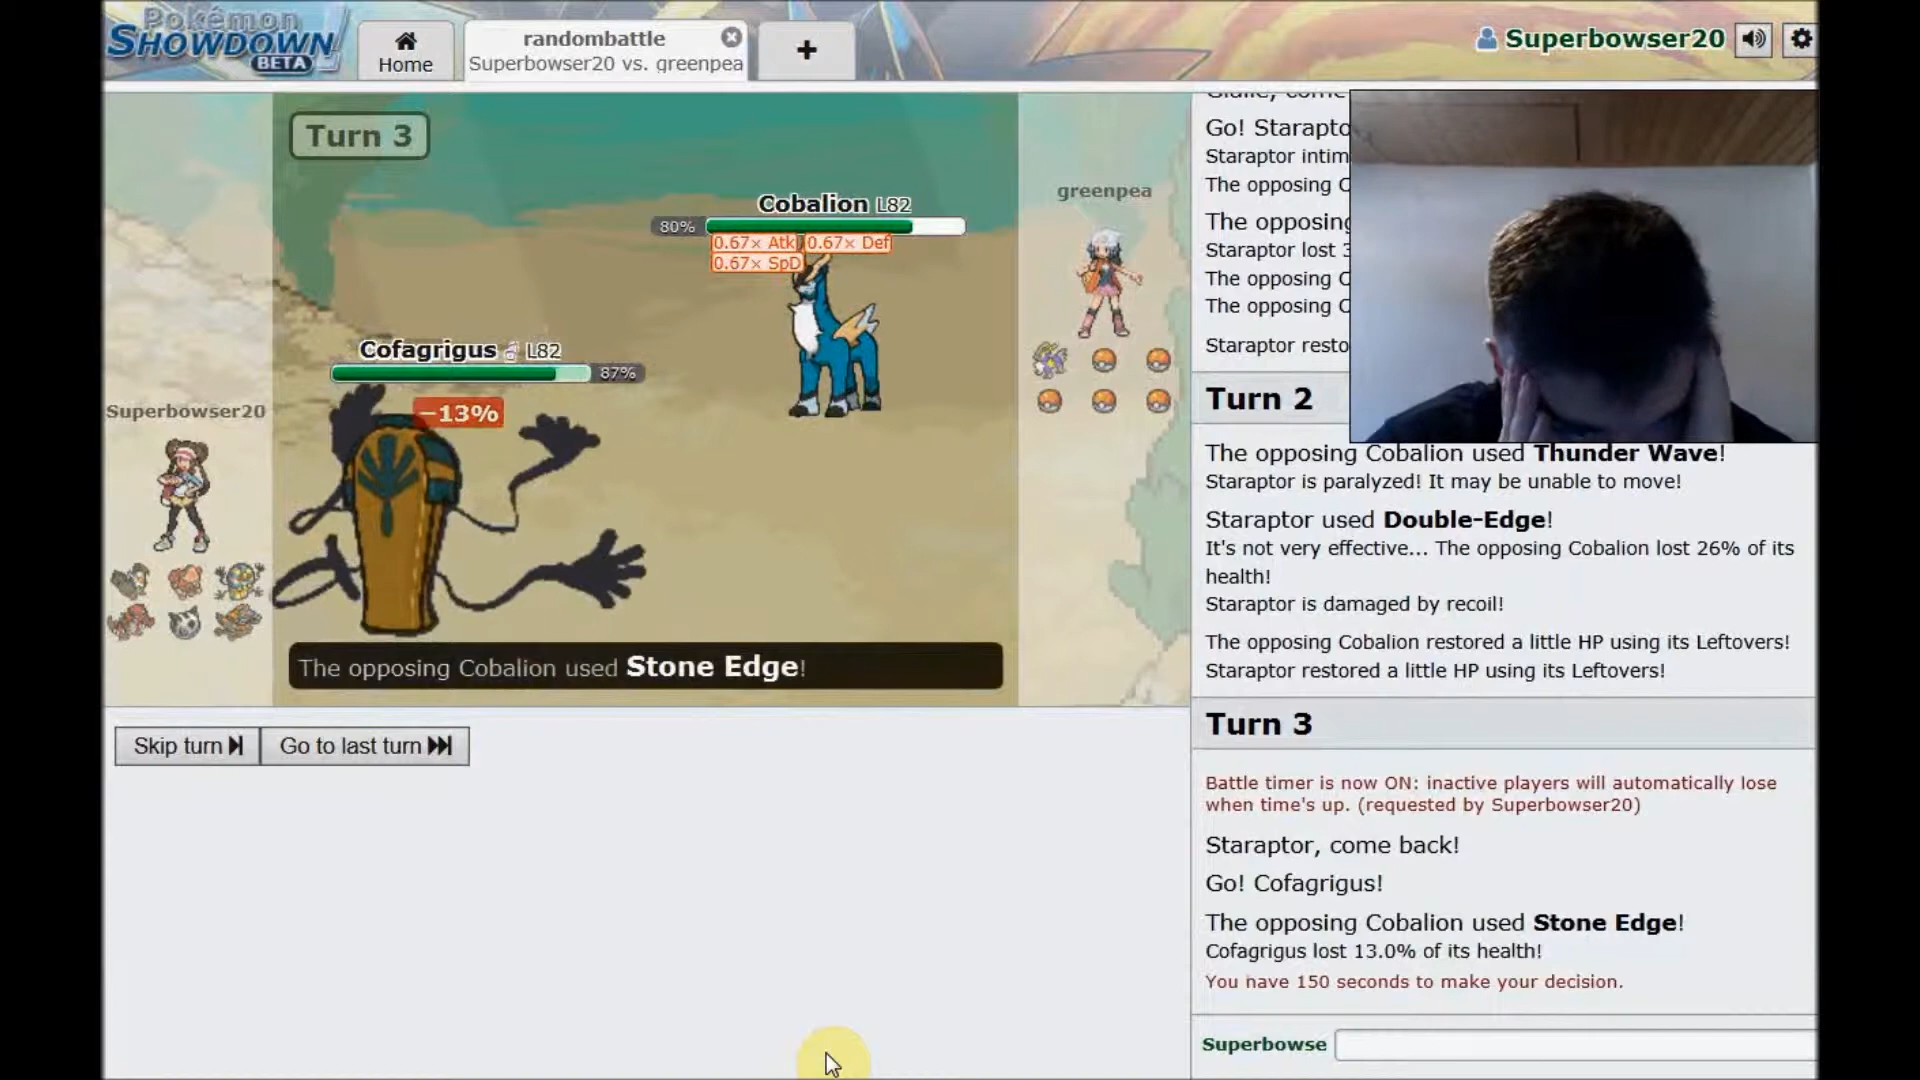 Pokémon
SHOWDOWN
BETA
Home
randombattle
Superbowser20 vs. greenpea
Superbowser20
Turn 3
Cobalion L82
80%
0.67× Atk 0.67× Def
0.67× SpD
Cofagrigus L82
87%
−13%
Superbowser20
greenpea
The opposing Cobalion used Stone Edge!
Skip turn
Go to last turn
Go! Starapto
Staraptor intim
The opposing C
The opposing
Staraptor lost 3
The opposing C
The opposing C
Staraptor resto
Turn 2
The opposing Cobalion used Thunder Wave!
Staraptor is paralyzed! It may be unable to move!
Staraptor used Double-Edge!
It's not very effective... The opposing Cobalion lost 26% of its
health!
Staraptor is damaged by recoil!
The opposing Cobalion restored a little HP using its Leftovers!
Staraptor restored a little HP using its Leftovers!
Turn 3
Battle timer is now ON: inactive players will automatically lose
when time's up. (requested by Superbowser20)
Staraptor, come back!
Go! Cofagrigus!
The opposing Cobalion used Stone Edge!
Cofagrigus lost 13.0% of its health!
You have 150 seconds to make your decision.
Superbowse